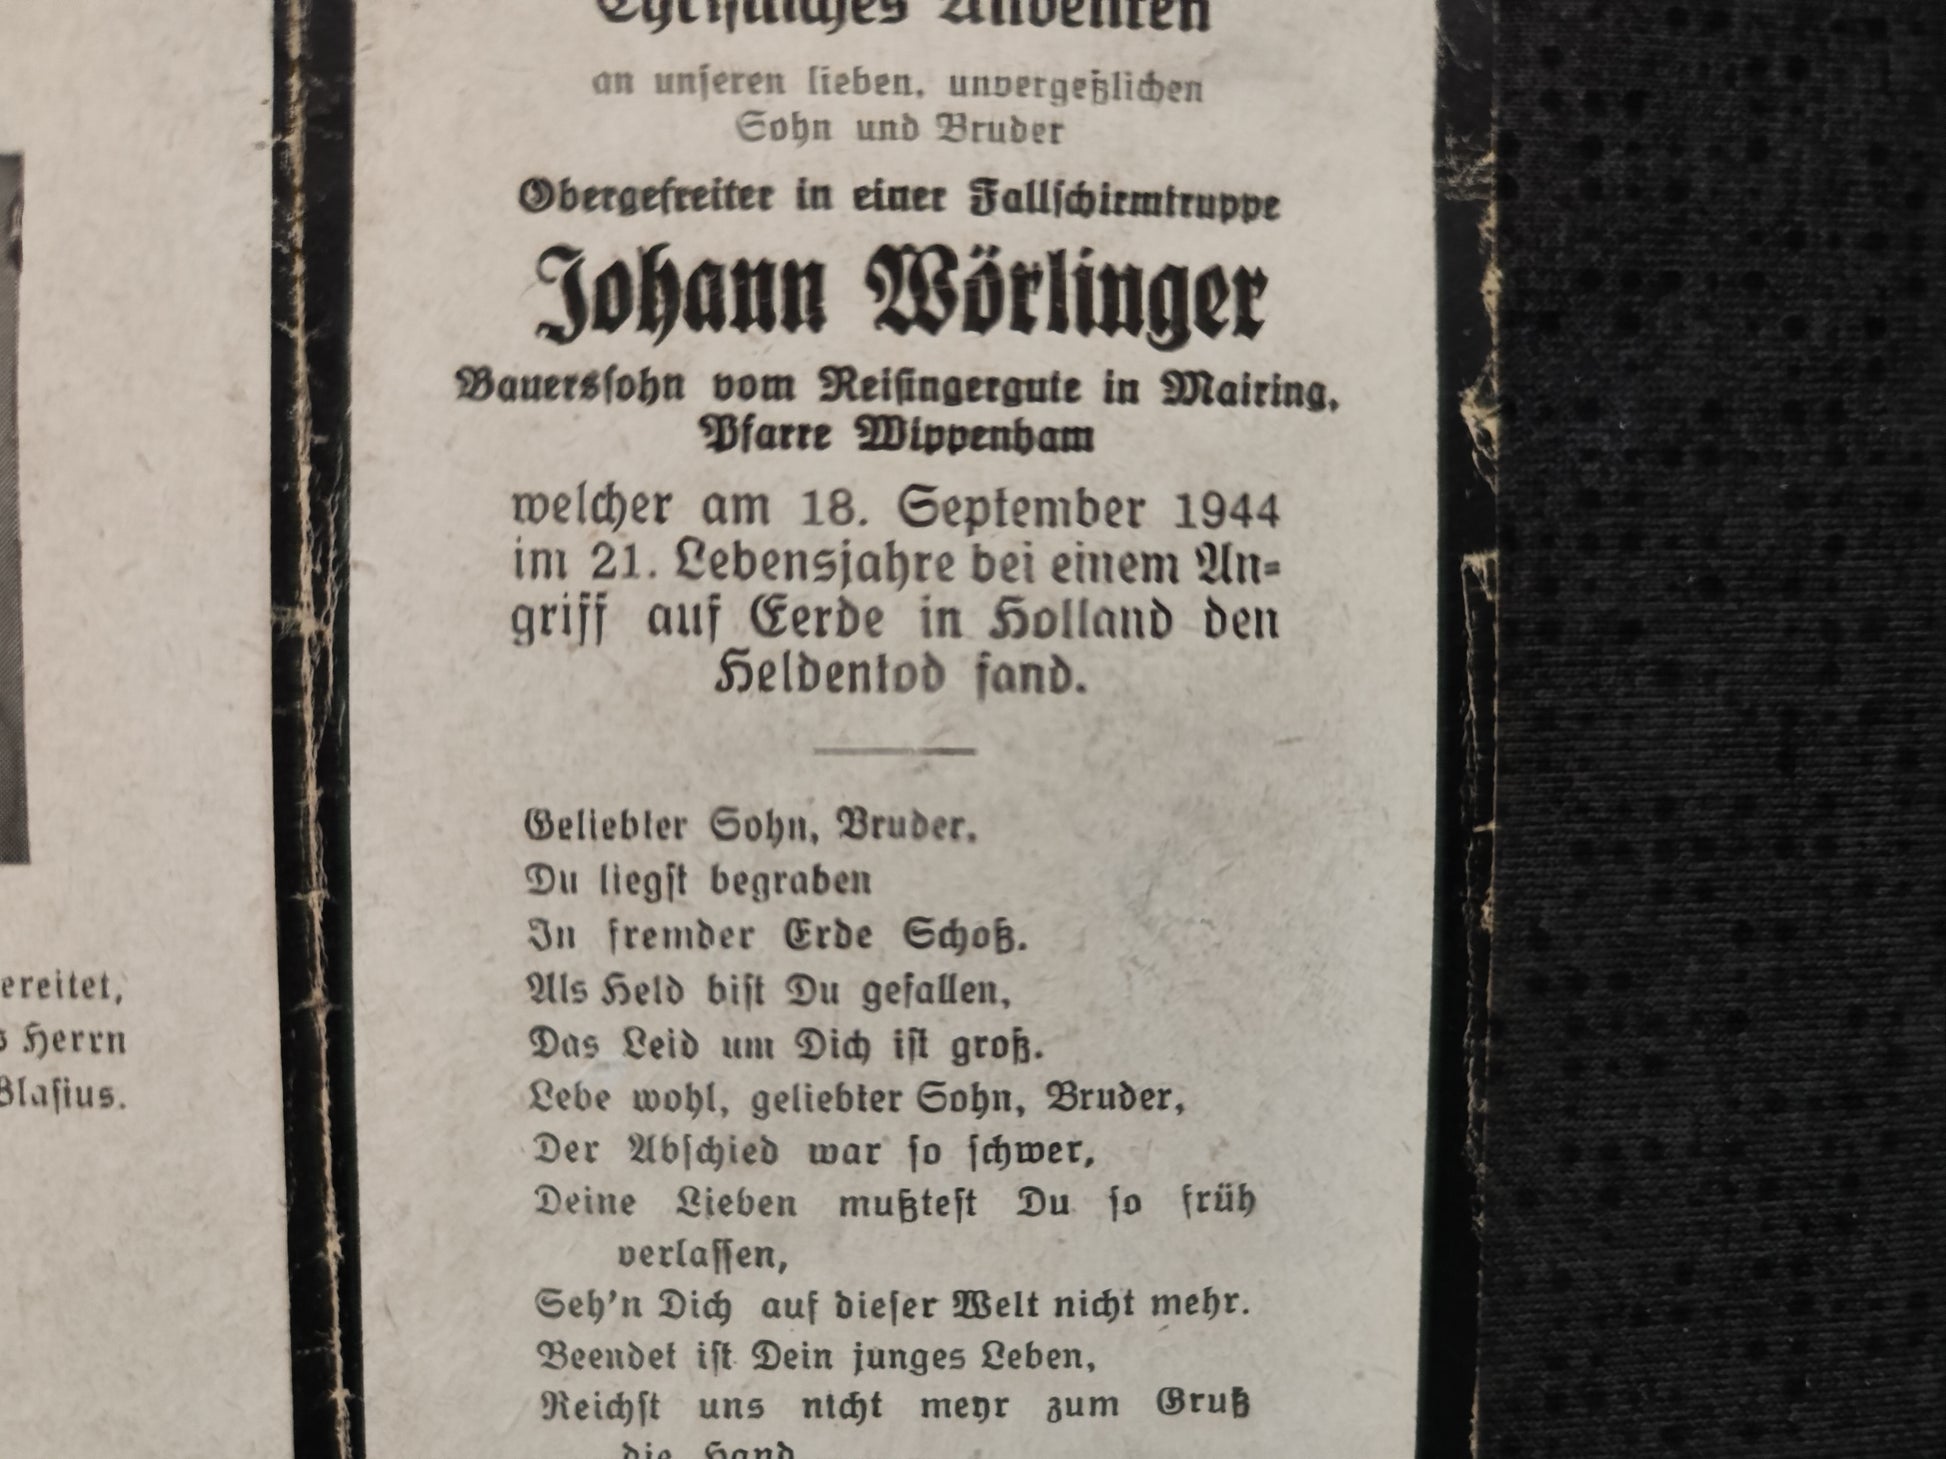 ereitet,
s Herrn
Blasius.
Christliches Andenken
an unseren lieben, unvergeßlichen
Sohn und Bruder
Obergefreiter in einer Fallschirmtruppe
Johann Wörlinger
Bauerssohn vom Reisingergute in Mairing,
Pfarre Wippenham
welcher am 18. September 1944
im 21. Lebensjahre bei einem An-
griff auf Eerde in Holland den
Heldentod fand.
Geliebter Sohn, Bruder,
Du liegst begraben
In fremder Erde Schoß.
Als Held bist Du gefallen,
Das Leid um Dich ist groß.
Lebe wohl, geliebter Sohn, Bruder,
Der Abschied war so schwer,
Deine Lieben mußtest Du so früh
verlassen,
Seh'n Dich auf dieser Welt nicht mehr.
Beendet ist Dein junges Leben,
Reichst uns nicht mehr zum Gruß
die Hand